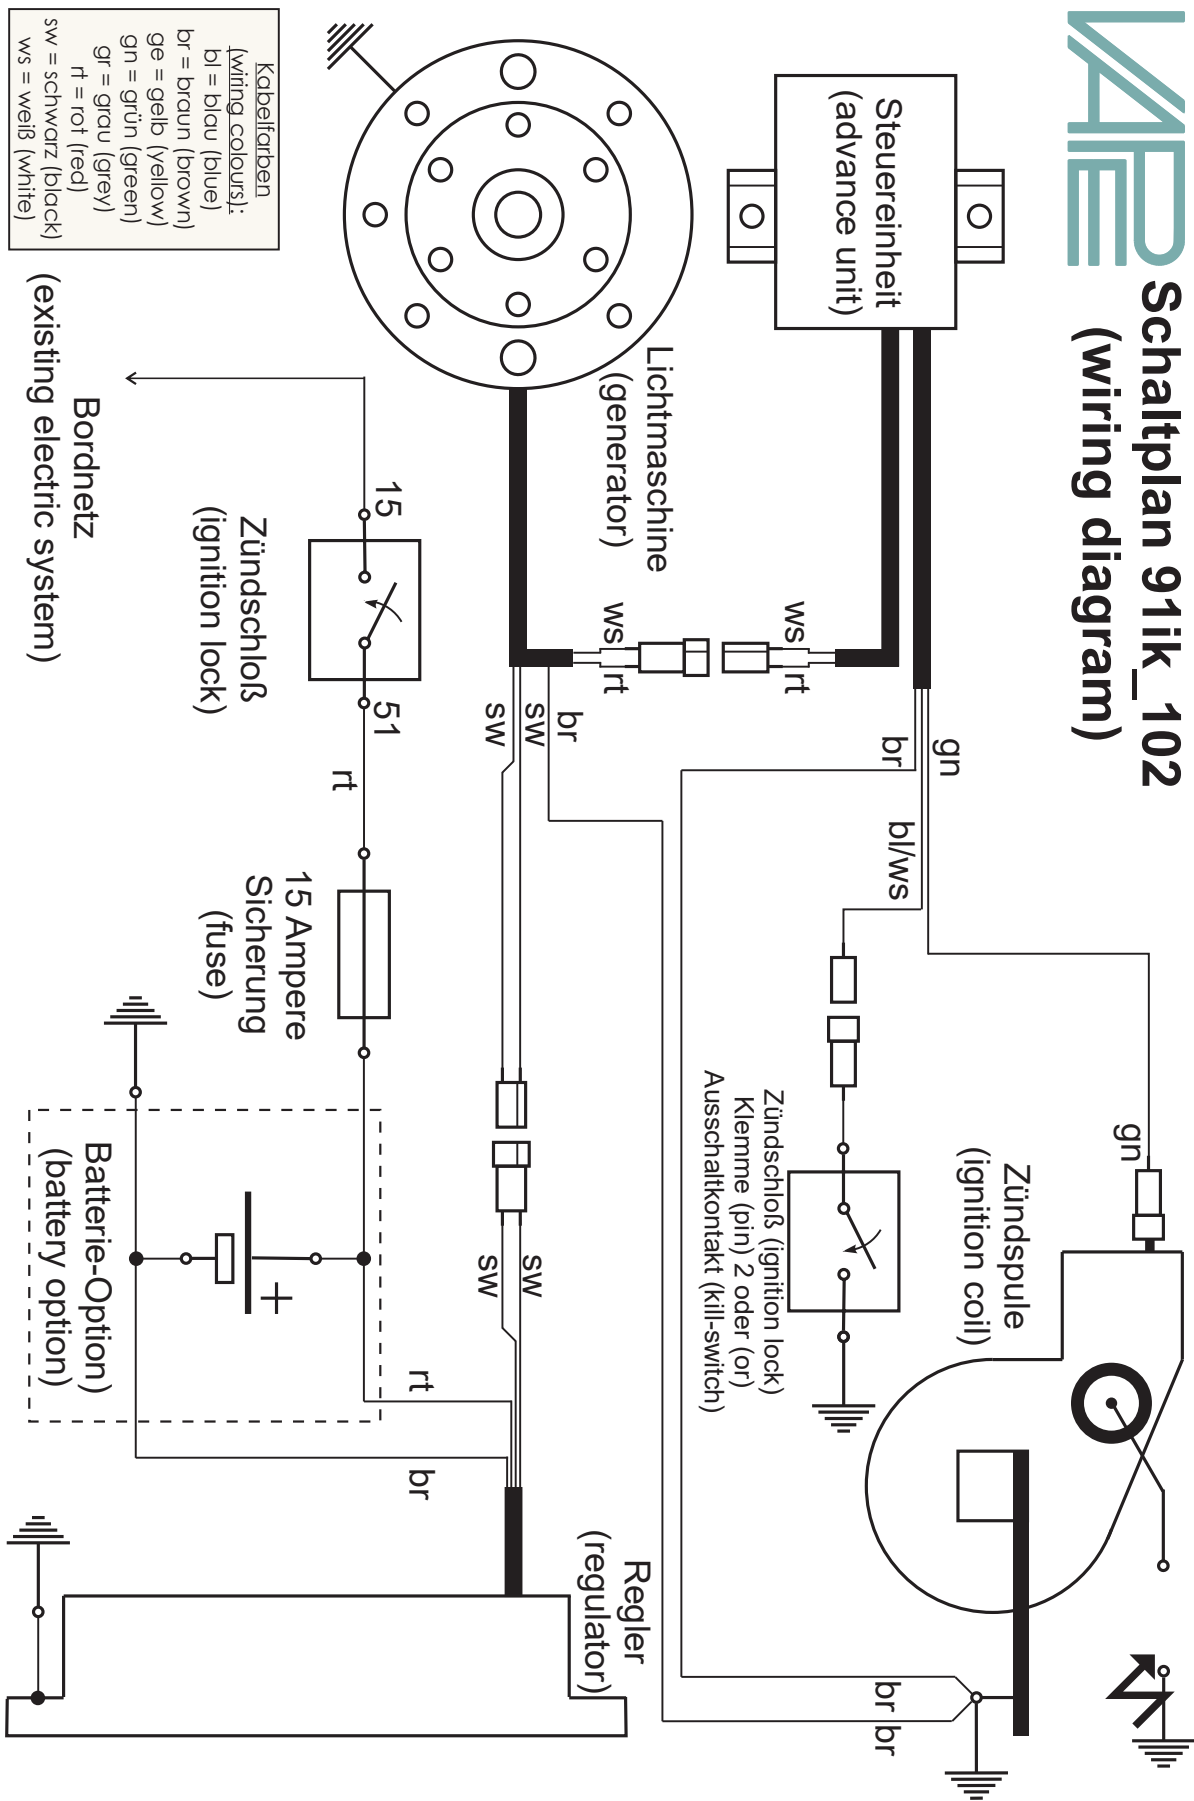 VAPE
Schaltplan 91ik_102
(wiring diagram)
Steuereinheit
(advance unit)
ws
rt
gn
br
bl/ws
gn
Zündspule
(ignition coil)
Zündschloß (ignition lock)
Klemme (pin) 2 oder (or)
Ausschaltkontakt (kill-switch)
br
br
Lichtmaschine
(generator)
ws
rt
br
sw
sw
sw
sw
Regler
(regulator)
15
51
rt
Zündschloß
(ignition lock)
15 Ampere
Sicherung
(fuse)
rt
br
+
Batterie-Option)
(battery option)
Bordnetz
(existing electric system)
Kabelfarben
(wiring colours):
bl = blau (blue)
br = braun (brown)
ge = gelb (yellow)
gn = grün (green)
gr = grau (grey)
rt = rot (red)
sw = schwarz (black)
ws = weiß (white)